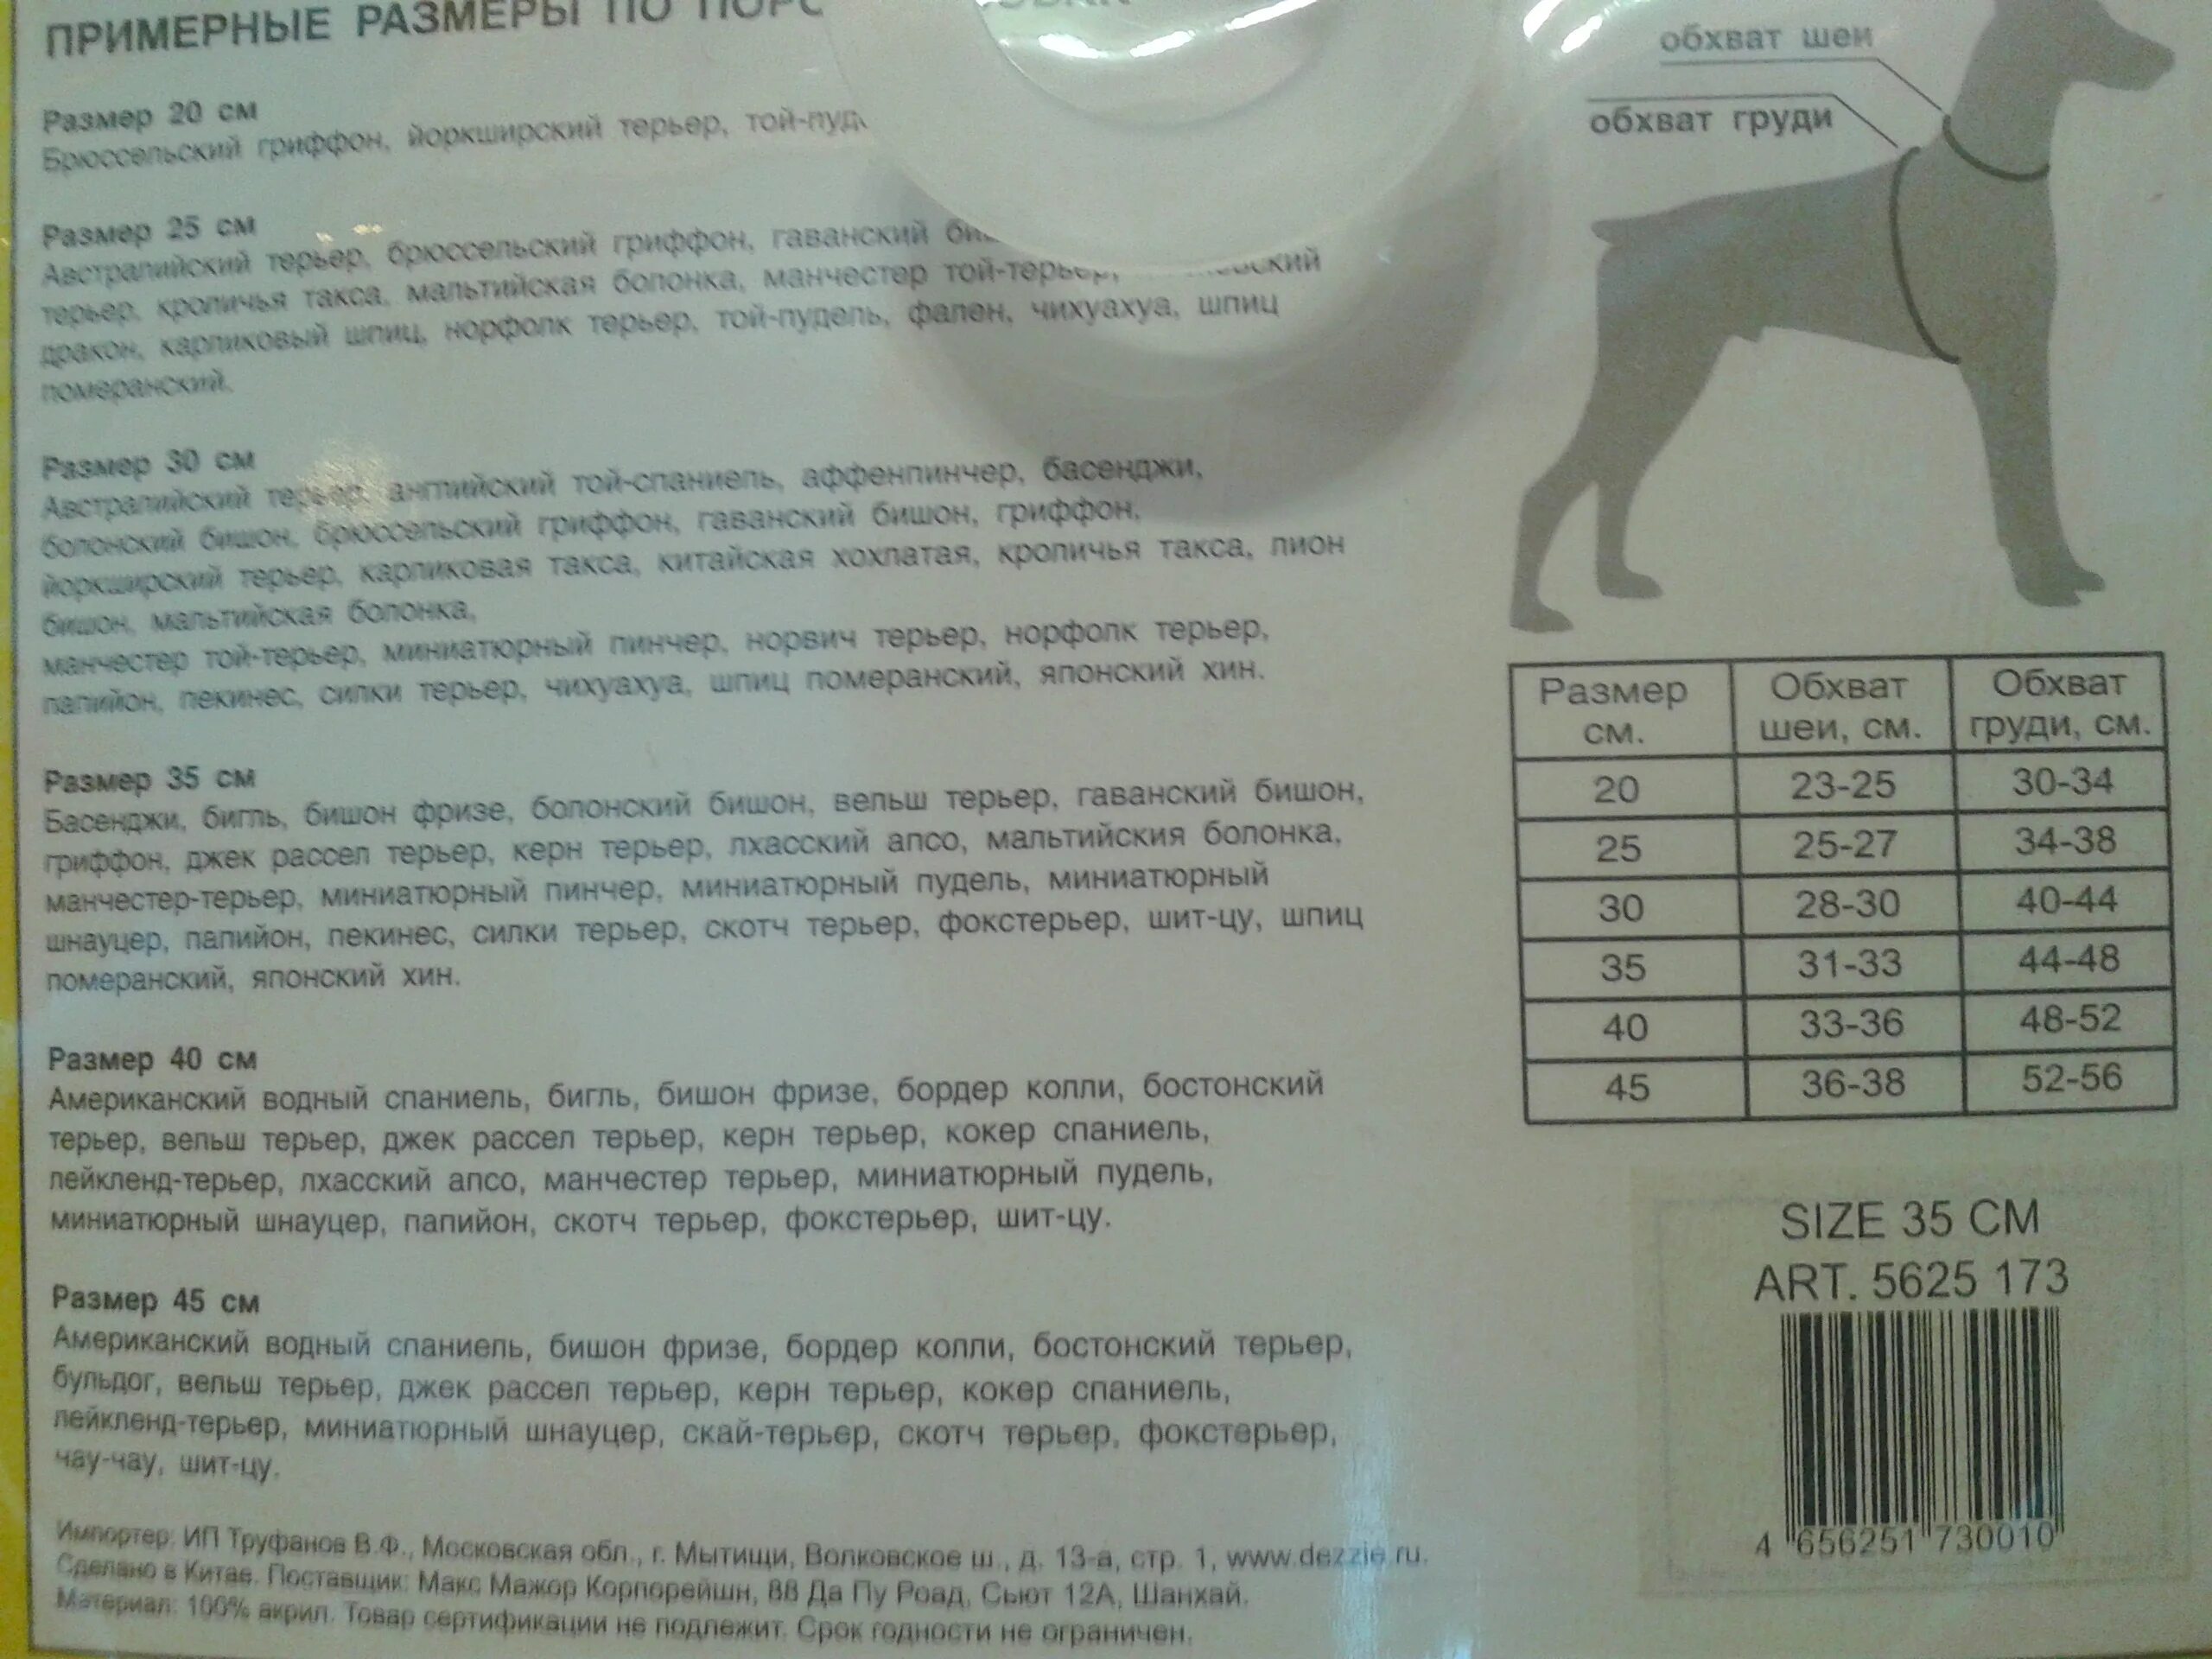 ПРИМЕРНЫЕ РАЗМЕРЫ ПО
Размер 20 см
Брюссельский гриффон, йоркширский терьер,
Размер 25 см
Австралийский терьер, брюссельский гриффон, гаванский
терьер, кроличья такса, мальтийская болонка, манчестер той-терьер,
дракон, карликовый шпиц, норфолк терьер, той-пудель, фален, чихуахуа, шпиц
померанский.
Размер 30 см
Австралийский терьер, английский той-спаниель, аффенпинчер, басенджи,
болонский бишон, брюссельский гриффон, гаванский бишон, гриффон,
йоркширский терьер, карликовая такса, китайская хохлатая, кроличья такса, лион
бишон, мальтийская болонка,
манчестер той-терьер, миниатюрный пинчер, норвич терьер, норфолк терьер,
папийон, пекинес, силки терьер, чихуахуа, шпиц померанский, японский хин.
Размер 35 см
Басенджи, бигль, бишон фризе, болонский бишон, вельш терьер, гаванский бишон,
гриффон, джек рассел терьер, керн терьер, лхасский апсо, мальтийския болонка,
манчестер-терьер, миниатюрный пинчер, миниатюрный пудель, миниатюрный
шнауцер, папийон, пекинес, силки терьер, скотч терьер, фокстерьер, шит-цу, шпиц
померанский, японский хин.
Размер 40 см
Американский водный спаниель, бигль, бишон фризе, бордер колли, бостонский
терьер, вельш терьер, джек рассел терьер, керн терьер, кокер спаниель,
лейкленд-терьер, лхасский апсо, манчестер терьер, миниатюрный пудель,
миниатюрный шнауцер, папийон, скотч терьер, фокстерьер, шит-цу.
Размер 45 см
Американский водный спаниель, бишон фризе, бордер колли, бостонский терьер,
бульдог, вельш терьер, джек рассел терьер, керн терьер, кокер спаниель,
лейкленд-терьер, миниатюрный шнауцер, скай-терьер, скотч терьер, фокстерьер,
чау-чау, шит-цу.
Импортер: ИП Труфанов В.Ф., Московская обл., г. Мытищи, Волковское ш., д. 13-а, стр. 1, www.dezzie.ru.
Сделано в Китае. Поставщик: Макс Мажор Корпорейшн, 88 Да Пу Роад, Сьют 12А, Шанхай.
Материал: 100% акрил. Товар сертификации не подлежит. Срок годности не ограничен.
обхват шеи
обхват груди
Размер см. Обхват шеи, см. Обхват груди, см.
20 23-25 30-34
25 25-27 34-38
30 28-30 40-44
35 31-33 44-48
40 33-36 48-52
45 36-38 52-56
SIZE 35 CM
ART. 5625 173
4 656251 730010